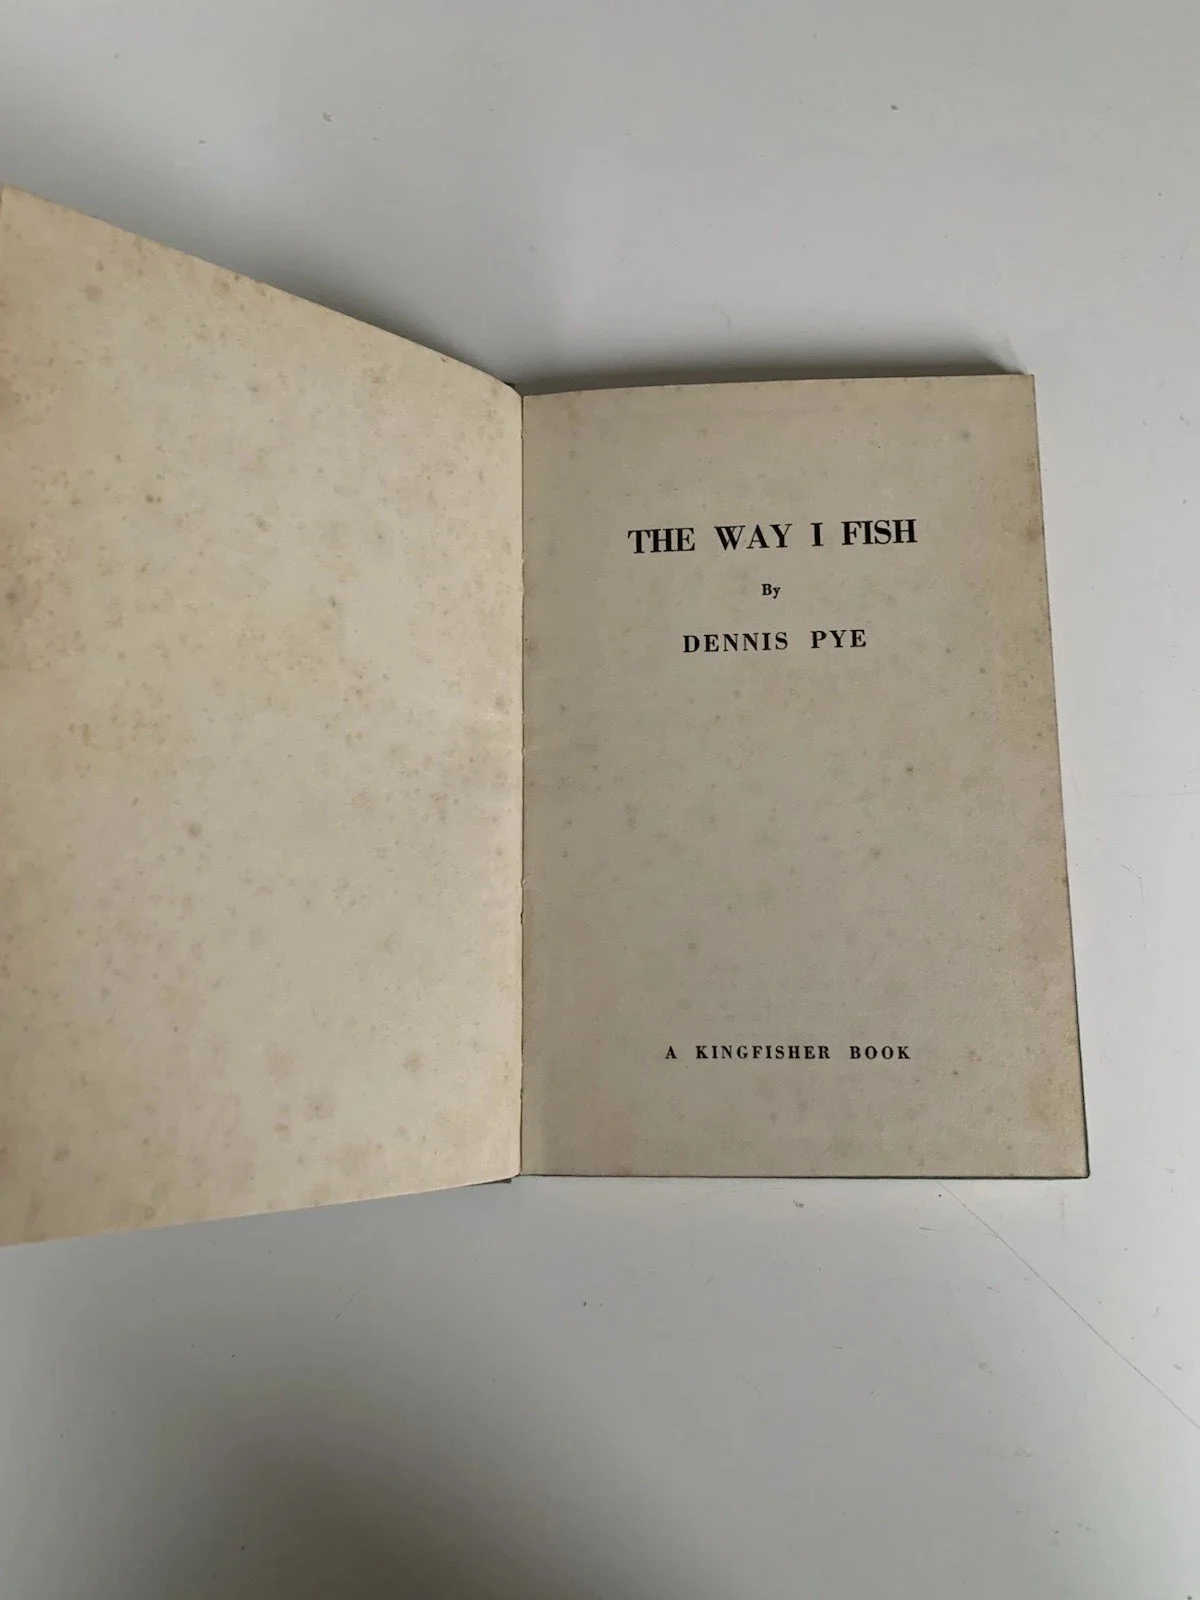 THE WAY I FISH
By
DENNIS PYE
A KINGFISHER BOOK